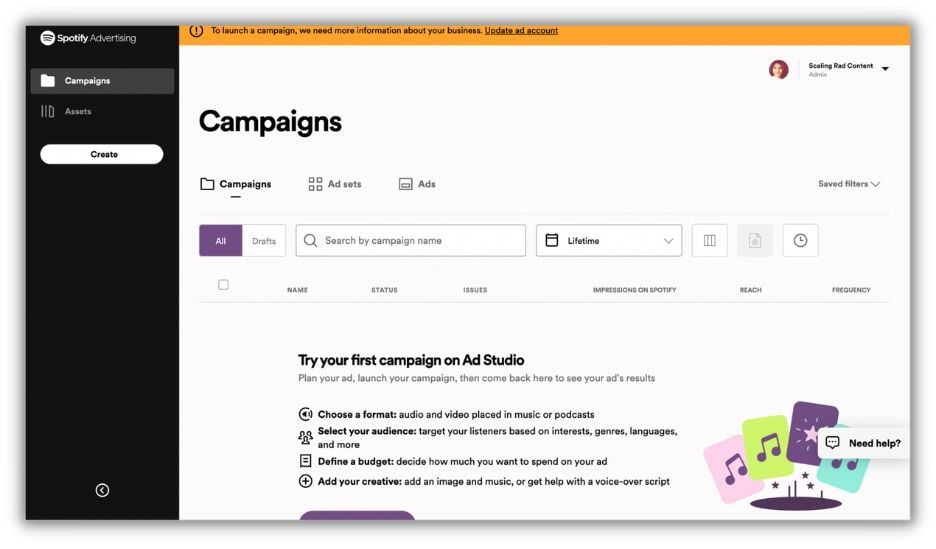 Spotify Advertising
To launch a campaign, we need more information about your business. Update ad account
Campaigns
Assets
Create
Scaling Rad Content
Admin
Campaigns
Campaigns
Ad sets
Ads
Saved filters
All
Drafts
Search by campaign name
Lifetime
NAME
STATUS
ISSUES
IMPRESSIONS ON SPOTIFY
REACH
FREQUENCY
Try your first campaign on Ad Studio
Plan your ad, launch your campaign, then come back here to see your ad's results
Choose a format: audio and video placed in music or podcasts
Select your audience: target your listeners based on interests, genres, languages,
and more
Define a budget: decide how much you want to spend on your ad
Add your creative: add an image and music, or get help with a voice-over script
Need help?